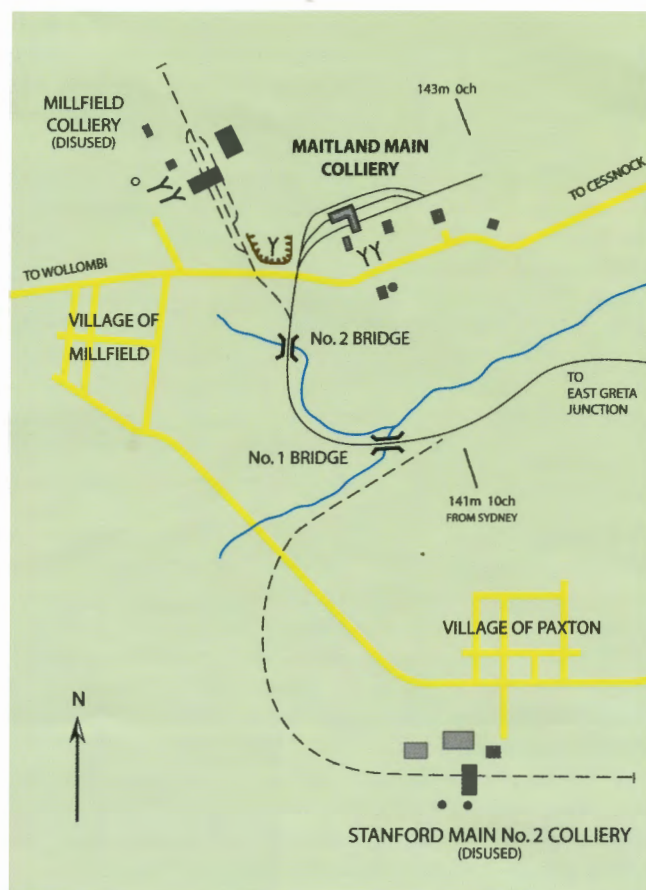 143m 0ch
MILLFIELD
COLLIERY
(DISUSED)
MAITLAND MAIN
COLLIERY
TO CESSNOCK
TO WOLLOMBI
VILLAGE OF
MILLFIELD
No. 2 BRIDGE
TO
EAST GRETA
JUNCTION
No. 1 BRIDGE
141m 10ch
FROM SYDNEY
VILLAGE OF PAXTON
N
STANFORD MAIN No. 2 COLLIERY
(DISUSED)